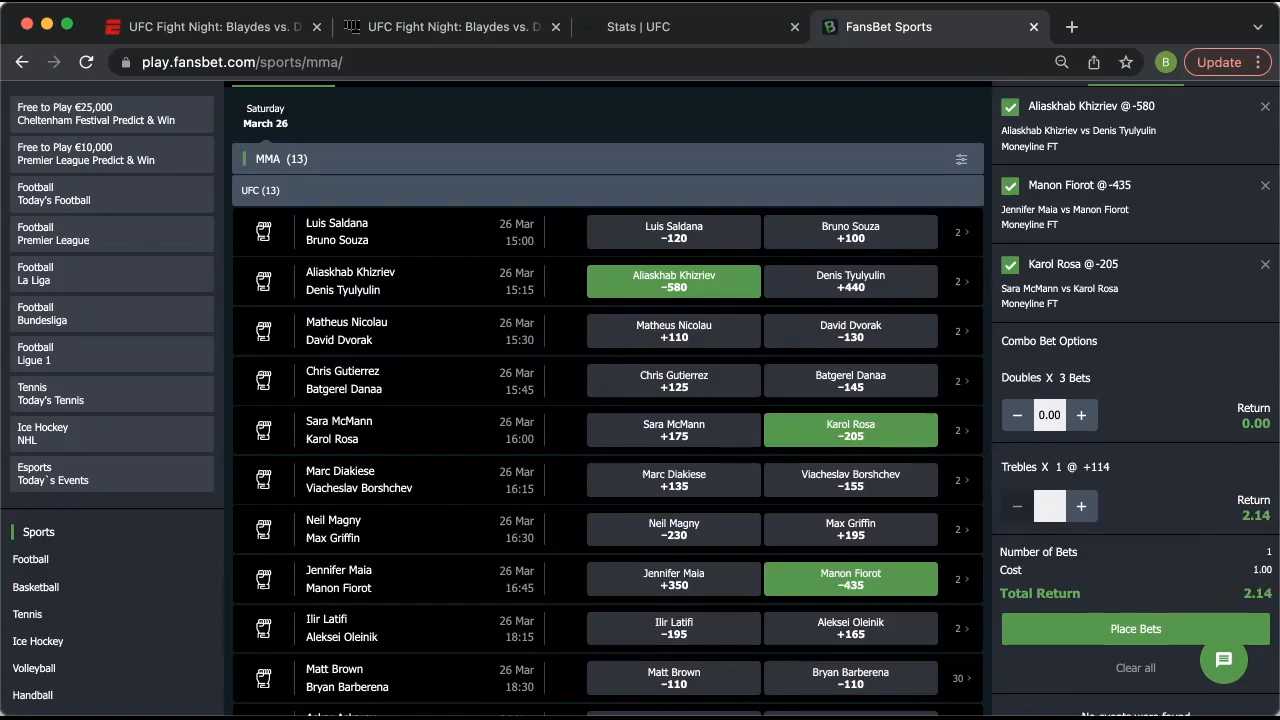 UFC Fight Night: Blaydes vs. D
UFC Fight Night: Blaydes vs. D
Stats | UFC
FansBet Sports
play.fansbet.com/sports/mma/
B
Update
Free to Play €25,000
Cheltenham Festival Predict & Win
Free to Play €10,000
Premier League Predict & Win
Football
Today's Football
Football
Premier League
Football
La Liga
Football
Bundesliga
Football
Ligue 1
Tennis
Today's Tennis
Ice Hockey
NHL
Esports
Today`s Events
Sports
Football
Basketball
Tennis
Ice Hockey
Volleyball
Handball
Saturday
March 26
MMA (13)
UFC (13)
Luis Saldana 26 Mar Luis Saldana Bruno Souza
Bruno Souza 15:00 −120 +100 2
Aliaskhab Khizriev 26 Mar Aliaskhab Khizriev Denis Tyulyulin
Denis Tyulyulin 15:15 −580 +440 2
Matheus Nicolau 26 Mar Matheus Nicolau David Dvorak
David Dvorak 15:30 +110 −130 2
Chris Gutierrez 26 Mar Chris Gutierrez Batgerel Danaa
Batgerel Danaa 15:45 +125 −145 2
Sara McMann 26 Mar Sara McMann Karol Rosa
Karol Rosa 16:00 +175 −205 2
Marc Diakiese 26 Mar Marc Diakiese Viacheslav Borshchev
Viacheslav Borshchev 16:15 +135 −155 2
Neil Magny 26 Mar Neil Magny Max Griffin
Max Griffin 16:30 −230 +195 2
Jennifer Maia 26 Mar Jennifer Maia Manon Fiorot
Manon Fiorot 16:45 +350 −435 2
Ilir Latifi 26 Mar Ilir Latifi Aleksei Oleinik
Aleksei Oleinik 18:15 −195 +165 2
Matt Brown 26 Mar Matt Brown Bryan Barberena
Bryan Barberena 18:30 −110 −110 30
Aliaskhab Khizriev @ -580
Aliaskhab Khizriev vs Denis Tyulyulin
Moneyline FT
Manon Fiorot @ -435
Jennifer Maia vs Manon Fiorot
Moneyline FT
Karol Rosa @ -205
Sara McMann vs Karol Rosa
Moneyline FT
Combo Bet Options
Doubles X 3 Bets
0.00
Return
0.00
Trebles X 1 @ +114
Return
2.14
Number of Bets 1
Cost 1.00
Total Return 2.14
Place Bets
Clear all